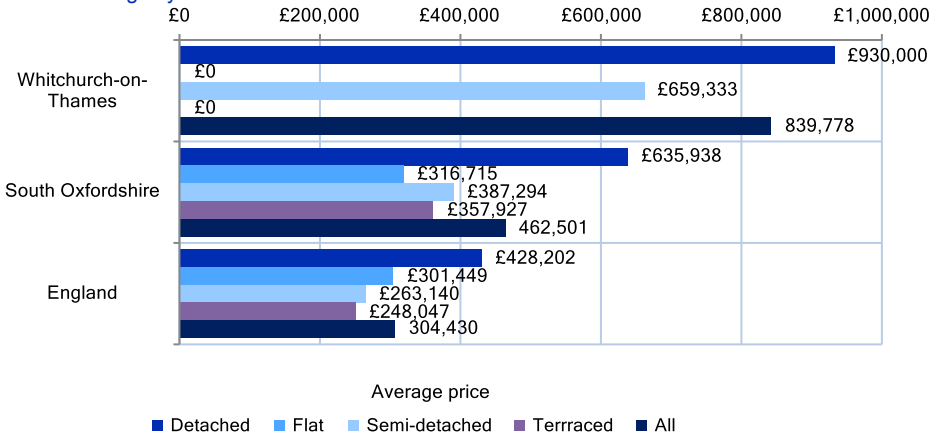 £0 £200,000 £400,000 £600,000 £800,000 £1,000,000
Whitchurch-on-
Thames
£930,000
£0
£659,333
£0
839,778
South Oxfordshire
£635,938
£316,715
£387,294
£357,927
462,501
England
£428,202
£301,449
£263,140
£248,047
304,430
Average price
Detached Flat Semi-detached Terrraced All